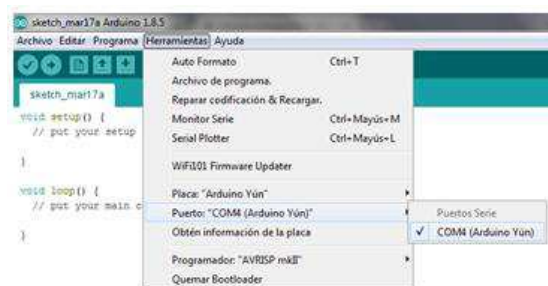 sketch_mar17a Arduino 1.8.5
Archivo Editar Programa Herramientas Ayuda
sketch_mar17a
void setup() {
// put your setup
}
void loop() {
// put your main c
}
Auto Formato Ctrl+T
Archivo de programa.
Reparar codificación & Recargar.
Monitor Serie Ctrl+Mayús+M
Serial Plotter Ctrl+Mayús+L
WiFi101 Firmware Updater
Placa: "Arduino Yún"
Puerto: "COM4 (Arduino Yún)"
Obtén información de la placa
Programador: "AVRISP mkII"
Quemar Bootloader
Puertos Serie
COM4 (Arduino Yún)